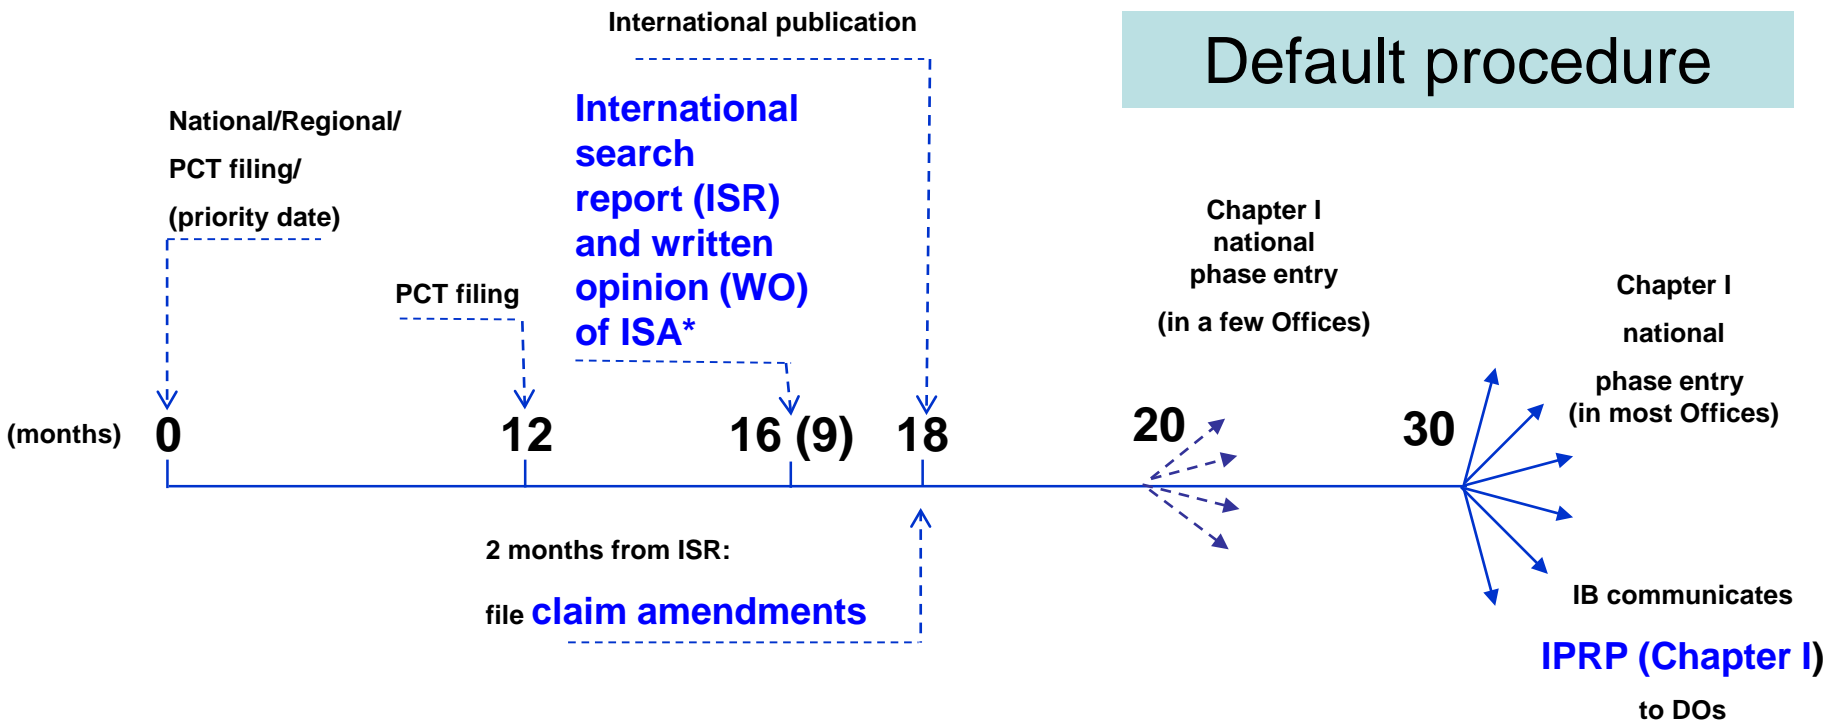 International publication
Default procedure
National/Regional/
PCT filing/
(priority date)
International
search
report (ISR)
and written
opinion (WO)
of ISA*
PCT filing
Chapter I
national
phase entry
(in a few Offices)
Chapter I
national
phase entry
(in most Offices)
(months) 0 12 16 (9) 18 20 30
2 months from ISR:
file claim amendments
IB communicates
IPRP (Chapter I)
to DOs